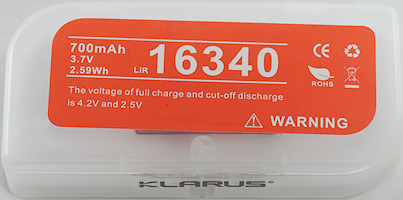 700mAh
3.7V
2.59Wh
LiR 16340
CE
ROHS
The voltage of full charge and cut-off discharge
is 4.2V and 2.5V
WARNING
KLARUS®